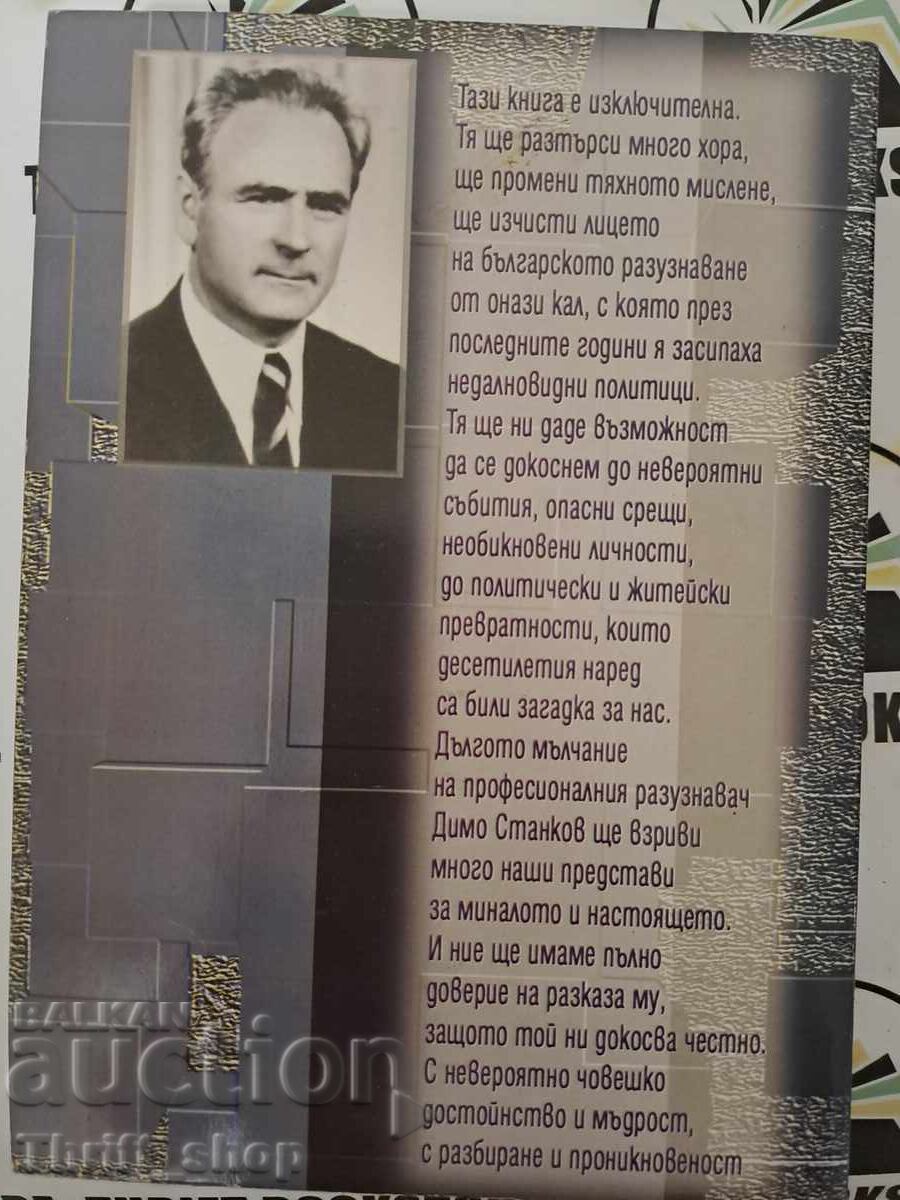 Тази книга е изключителна.
Тя ще разтърси много хора,
ще промени тяхното мислене,
ще изчисти лицето
на българското разузнаване
от онази кал, с която през
последните години я засипаха
недалновидни политици.
Тя ще ни даде възможност
да се докоснем до невероятни
събития, опасни срещи,
необикновени личности,
до политически и житейски
превратности, които
десетилетия наред
са били загадка за нас.
Дългото мълчание
на професионалния разузнавач
Димо Станков ще взриви
много наши представи
за миналото и настоящето.
И ние ще имаме пълно
доверие на разказа му,
защото той ни докосва честно.
С невероятно човешко
достойнство и мъдрост,
с разбиране и проникновеност
BALKAN
auction
Thrift_shop